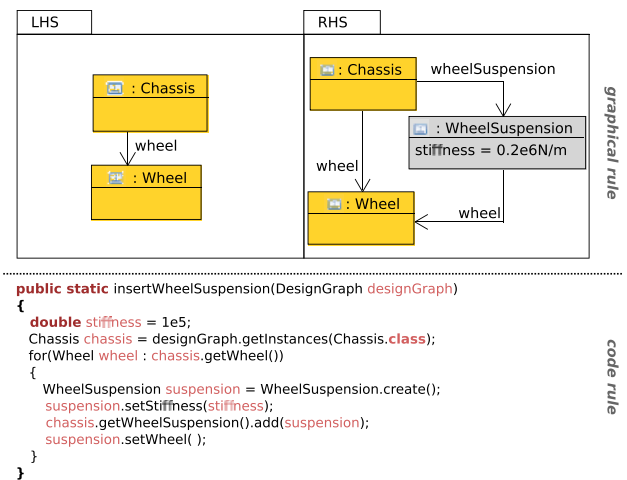 LHS
RHS
: Chassis
wheel
: Wheel
: Chassis
wheelSuspension
: WheelSuspension
stiffness = 0.2e6N/m
wheel
wheel
: Wheel
graphical rule
public static insertWheelSuspension(DesignGraph designGraph)
{
double stiffness = 1e5;
Chassis chassis = designGraph.getInstances(Chassis.class);
for(Wheel wheel : chassis.getWheel())
{
WheelSuspension suspension = WheelSuspension.create();
suspension.setStiffness(stiffness);
chassis.getWheelSuspension().add(suspension);
suspension.setWheel( );
}
}
code rule